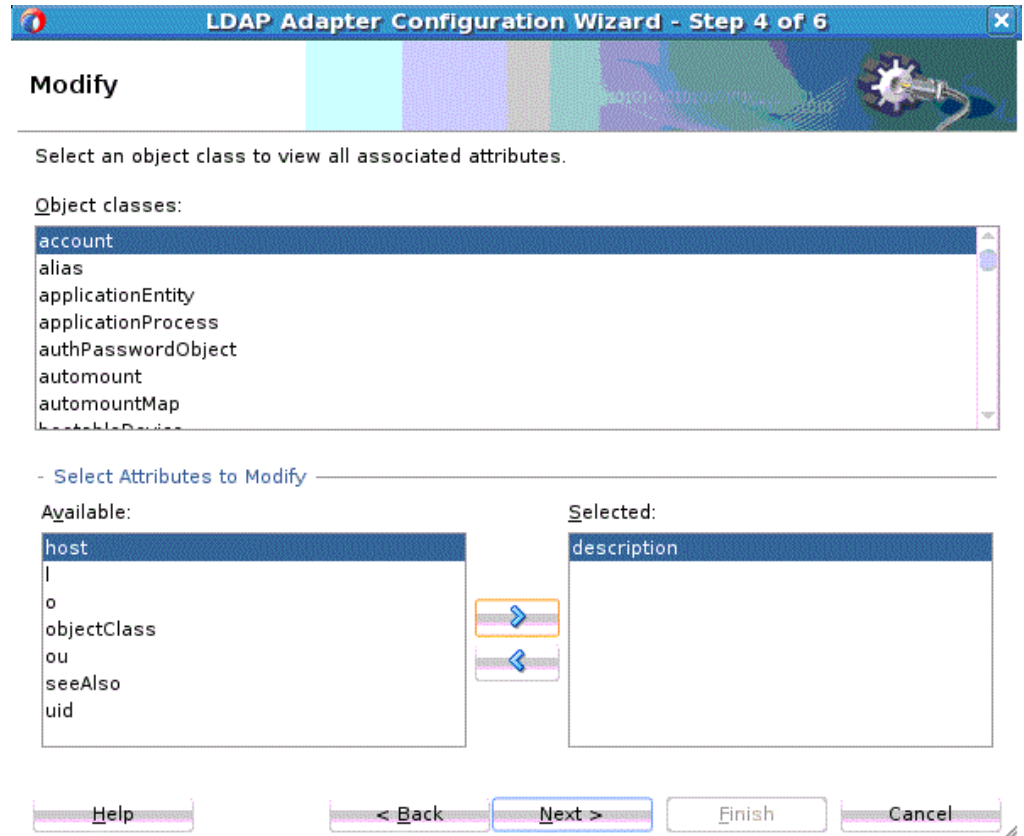 LDAP Adapter Configuration Wizard - Step 4 of 6
Modify
Select an object class to view all associated attributes.
Object classes:
account
alias
applicationEntity
applicationProcess
authPasswordObject
automount
automountMap
bootableDevice
Select Attributes to Modify
Available:
Selected:
host
l
o
objectClass
ou
seeAlso
uid
description
Help
< Back
Next >
Finish
Cancel